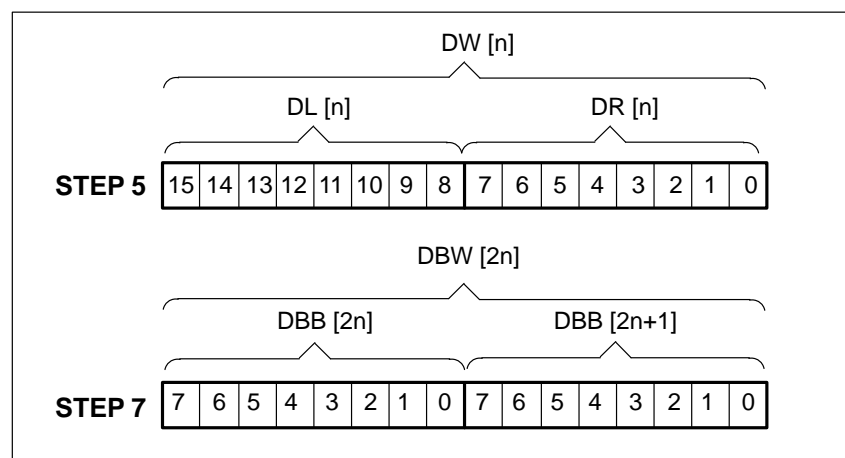 DW [n]
DL [n] DR [n]
STEP 5 15 14 13 12 11 10 9 8 7 6 5 4 3 2 1 0
DBW [2n]
DBB [2n] DBB [2n+1]
STEP 7 7 6 5 4 3 2 1 0 7 6 5 4 3 2 1 0